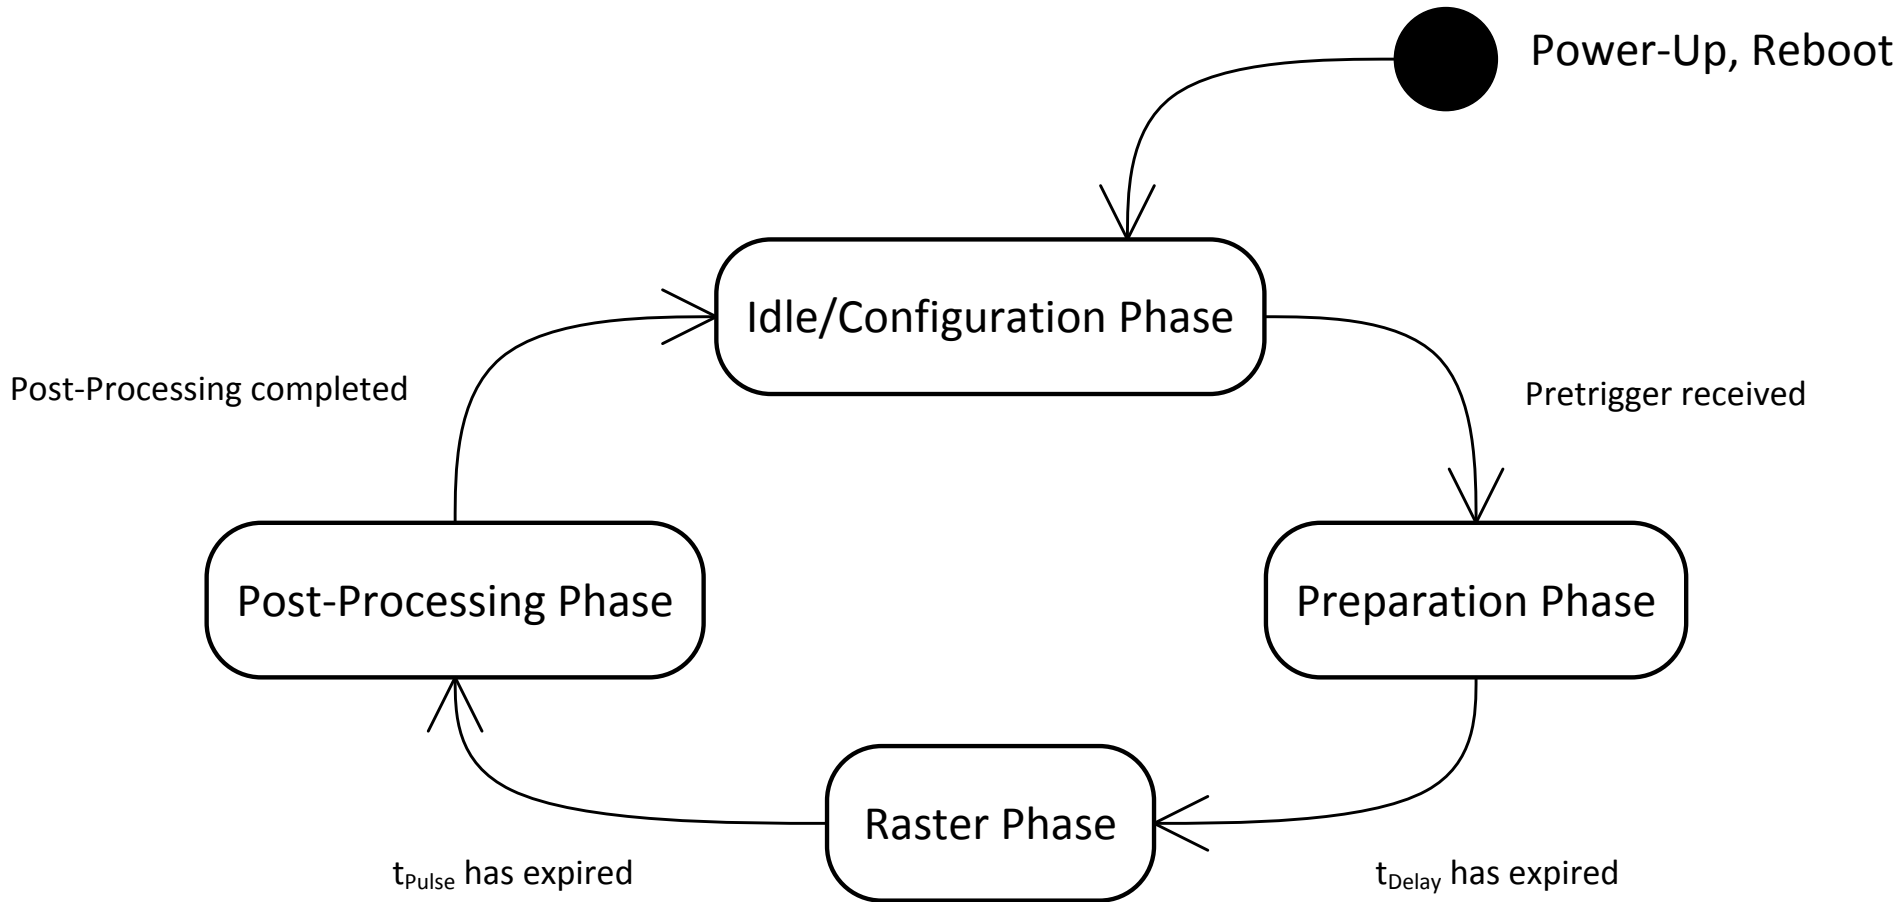 Power-Up, Reboot
Idle/Configuration Phase
Post-Processing completed
Pretrigger received
Post-Processing Phase
Preparation Phase
Raster Phase
tPulse has expired
tDelay has expired